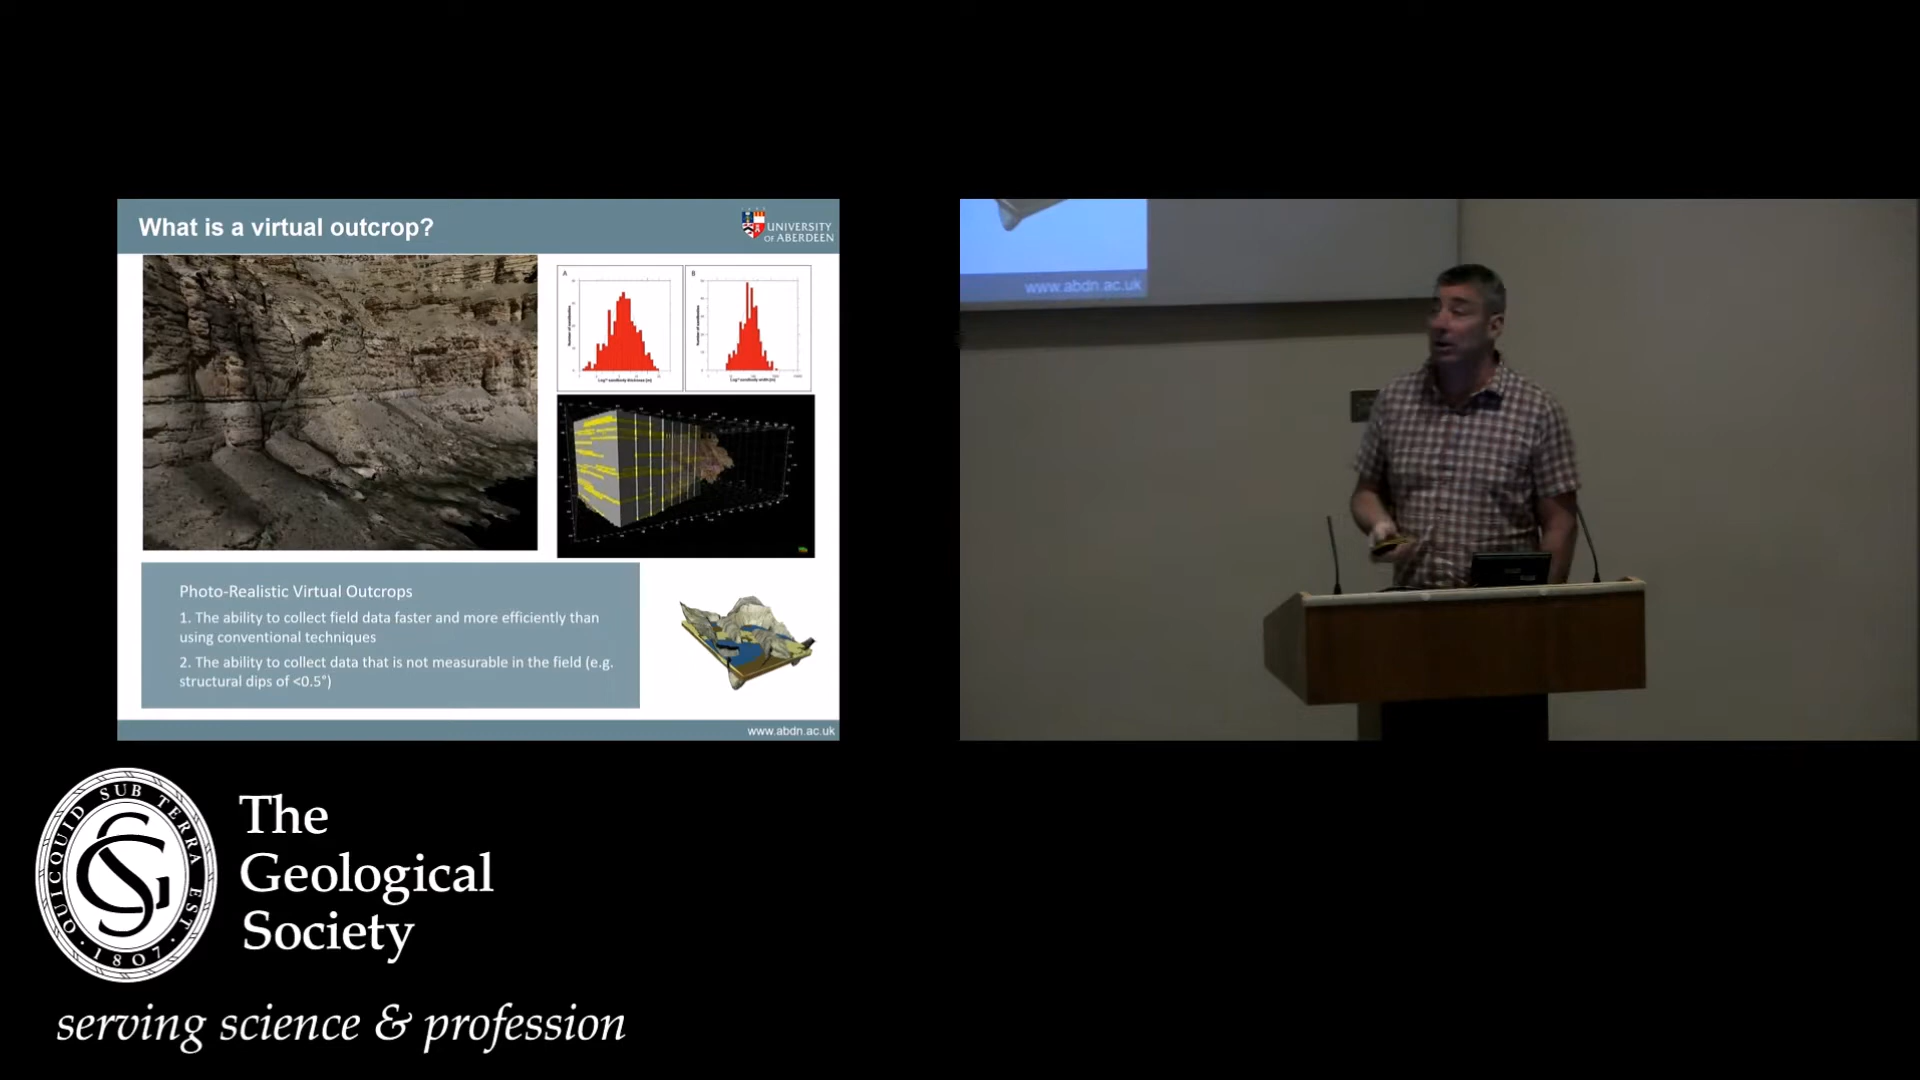 What is a virtual outcrop?
UNIVERSITY
OF ABERDEEN
A
B
Photo-Realistic Virtual Outcrops
1. The ability to collect field data faster and more efficiently than
using conventional techniques
2. The ability to collect data that is not measurable in the field (e.g.
structural dips of <0.5°)
www.abdn.ac.uk
www.abdn.ac.uk
QUICQUID SUB TERRA EST
· 1807 ·
The
Geological
Society
serving science & profession